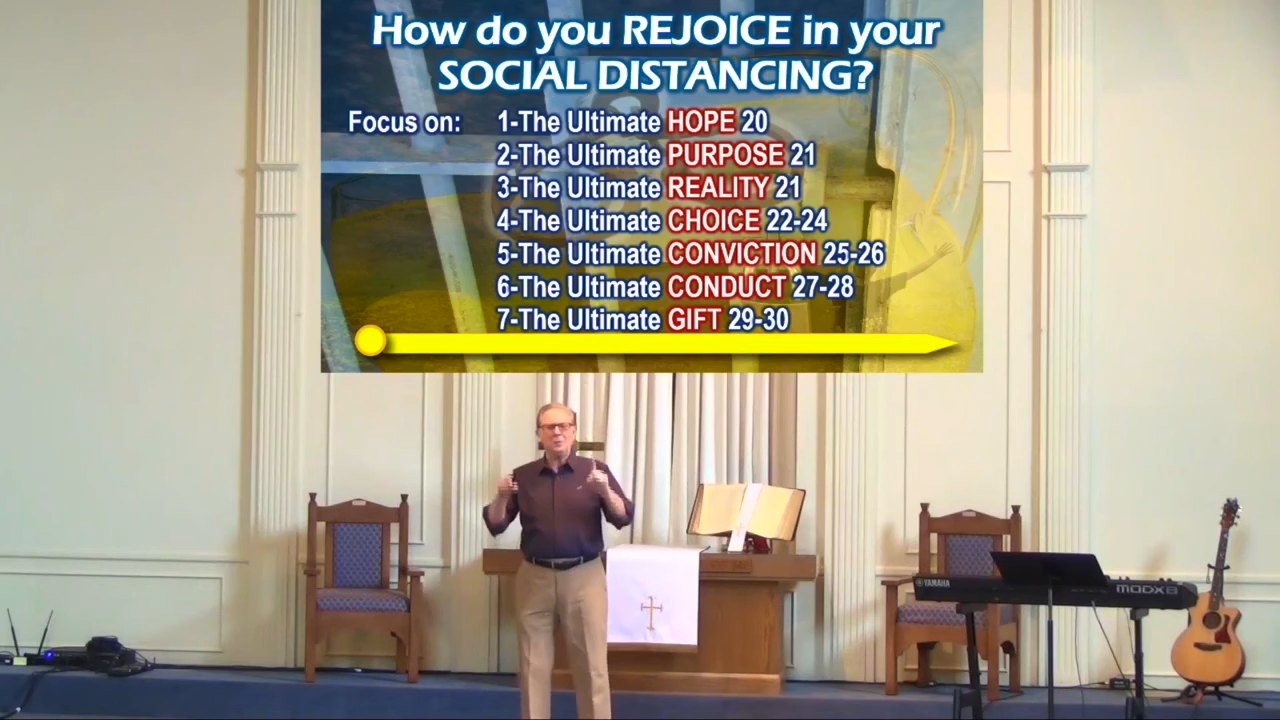 How do you REJOICE in your
SOCIAL DISTANCING?
Focus on: 1-The Ultimate HOPE 20
2-The Ultimate PURPOSE 21
3-The Ultimate REALITY 21
4-The Ultimate CHOICE 22-24
5-The Ultimate CONVICTION 25-26
6-The Ultimate CONDUCT 27-28
7-The Ultimate GIFT 29-30
YAMAHA MODX8